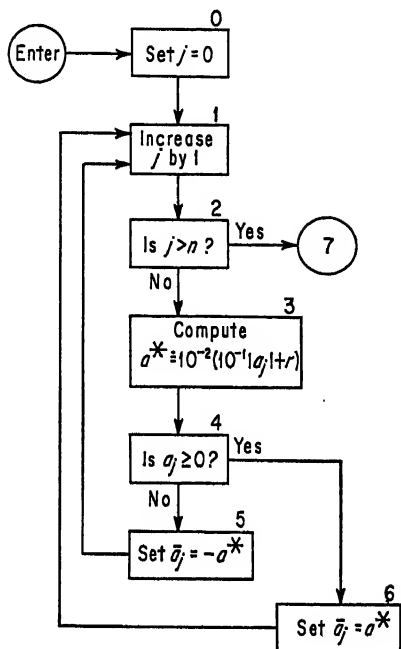 0
Enter
Set j=0
1
Increase
j by 1
2
Is j>n?
Yes
7
No
3
Compute
a* ≐ 10⁻²(10⁻¹|aⱼ|+r)
4
Is aⱼ≥0?
Yes
No
5
Set āⱼ=-a*
6
Set āⱼ=a*